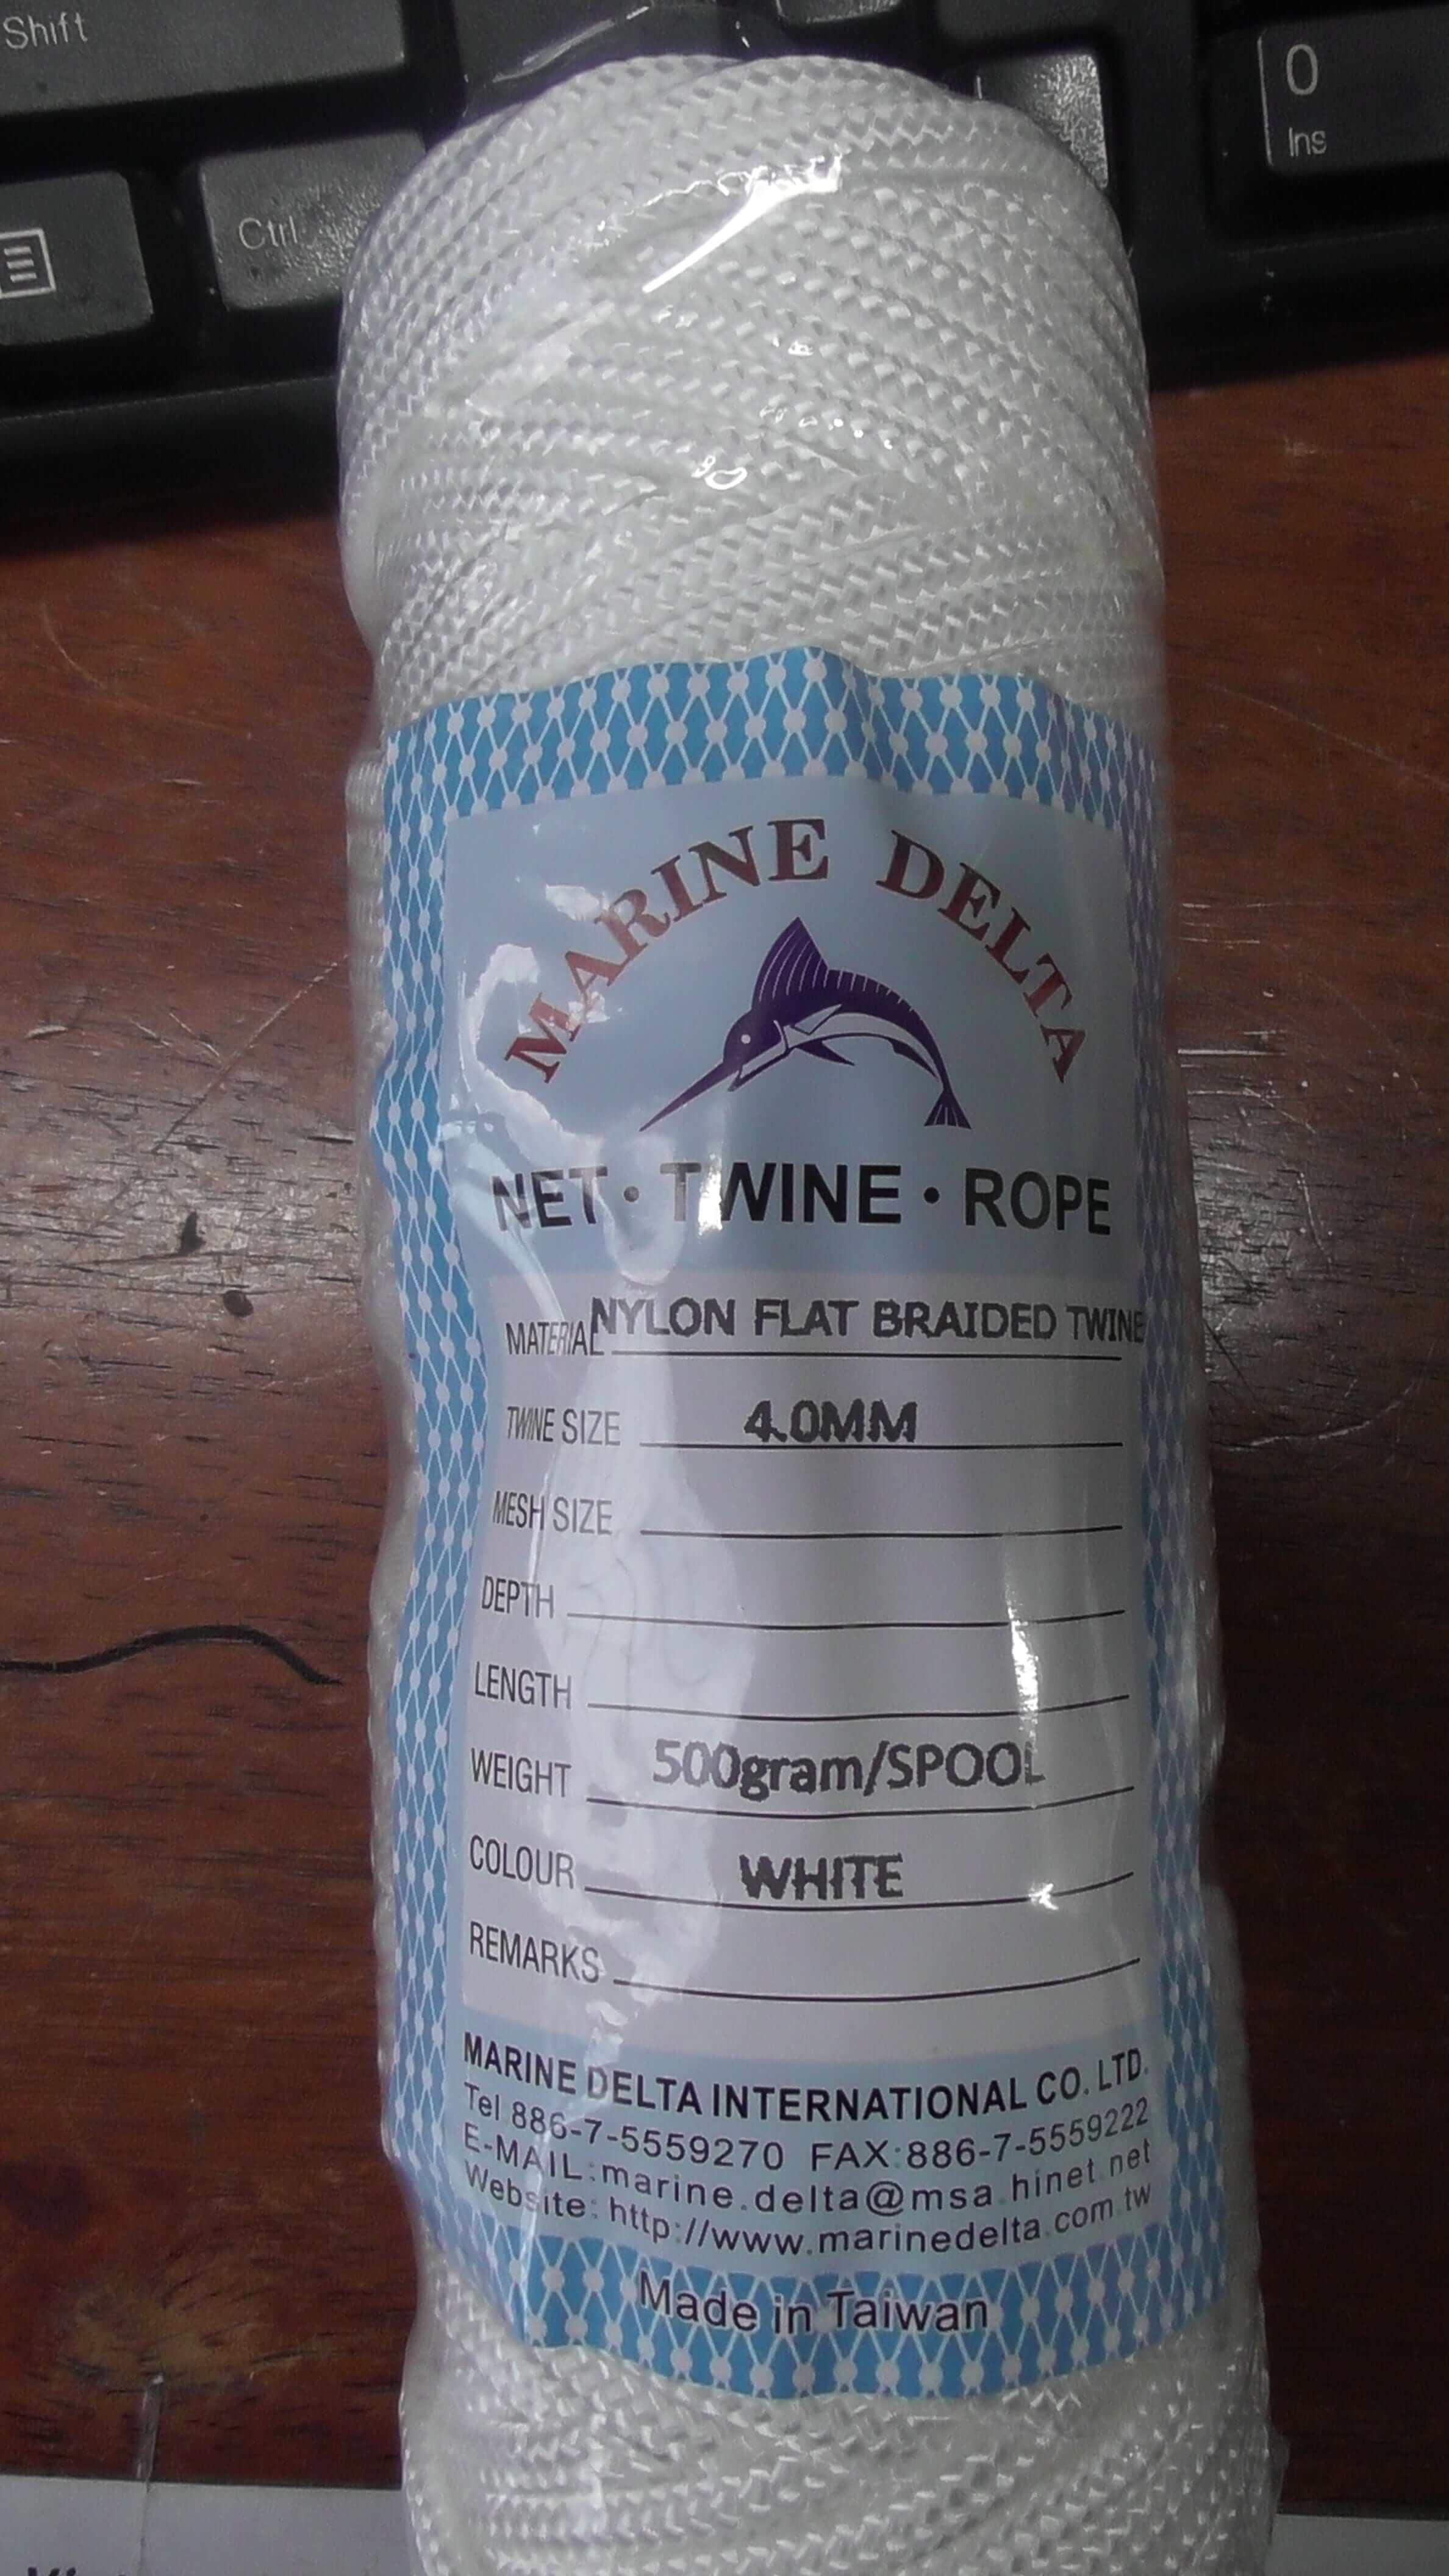 Shift
0
Ins
Ctrl
MARINE DELTA
NET • TWINE • ROPE
MATERIAL NYLON FLAT BRAIDED TWINE
TWINE SIZE 4.0MM
MESH SIZE
DEPTH
LENGTH
WEIGHT 500gram/SPOOL
COLOUR WHITE
REMARKS
MARINE DELTA INTERNATIONAL CO. LTD.
Tel 886-7-5559270 FAX:886-7-5559222
E-MAIL:marine.delta@msa.hinet.net
Website: http://www.marinedelta.com.tw
Made in Taiwan